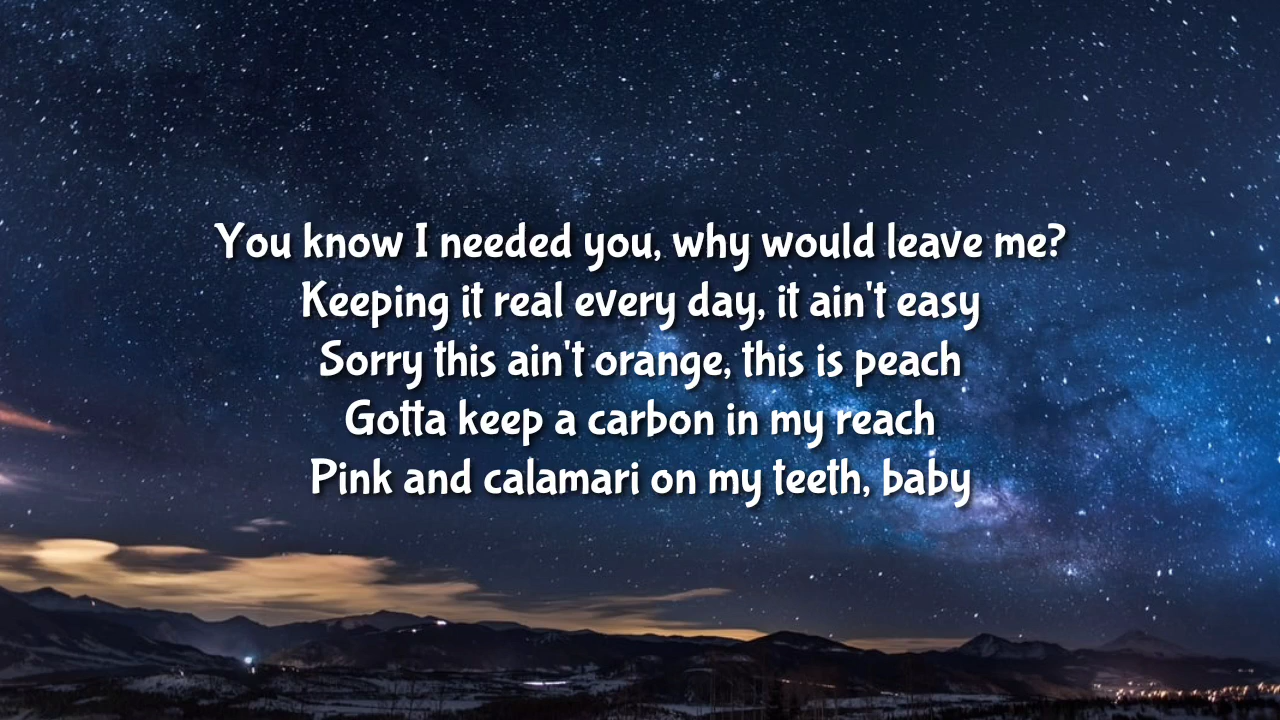 You know I needed you, why would leave me?
Keeping it real every day, it ain't easy
Sorry this ain't orange, this is peach
Gotta keep a carbon in my reach
Pink and calamari on my teeth, baby